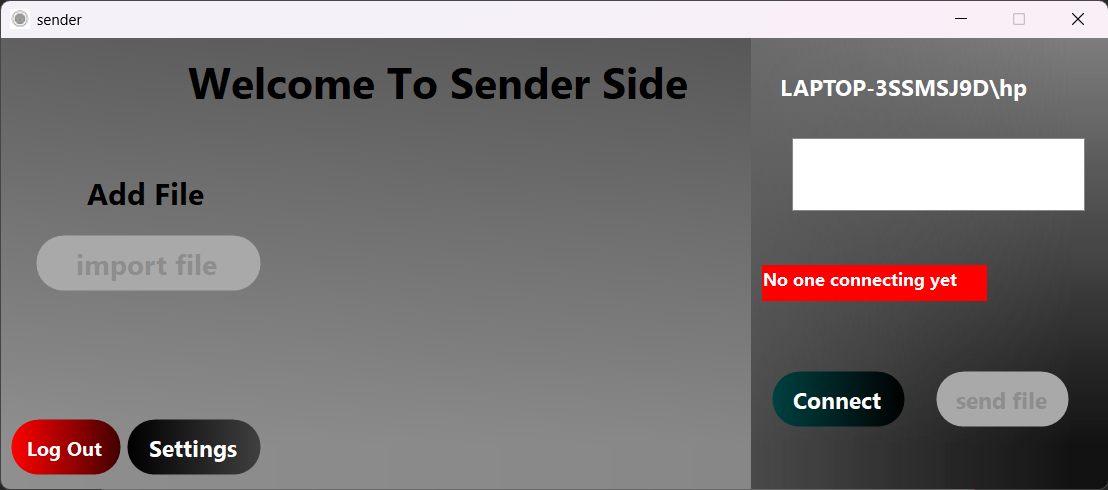 sender
Welcome To Sender Side
LAPTOP-3SSMSJ9D\hp
Add File
import file
No one connecting yet
Connect
send file
Log Out
Settings